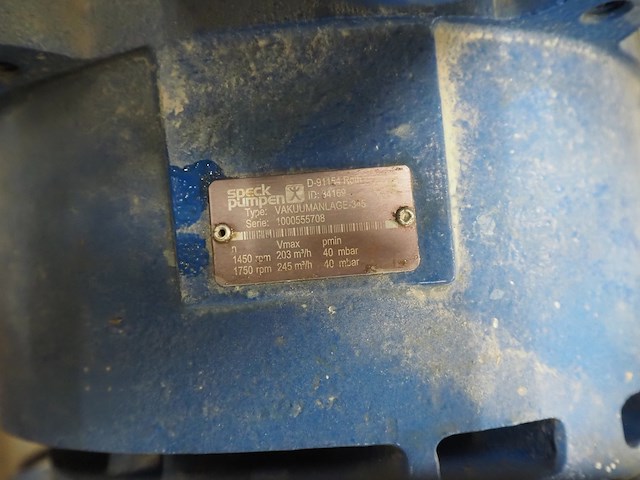 speck pumpen
D-91154 Roth
ID:
Type: VAKUUMANLAGE-345
Serie: 1000555708
n Vmax pmin
1450 rpm 203 m³/h 40 mbar
1750 rpm 245 m³/h 40 mbar